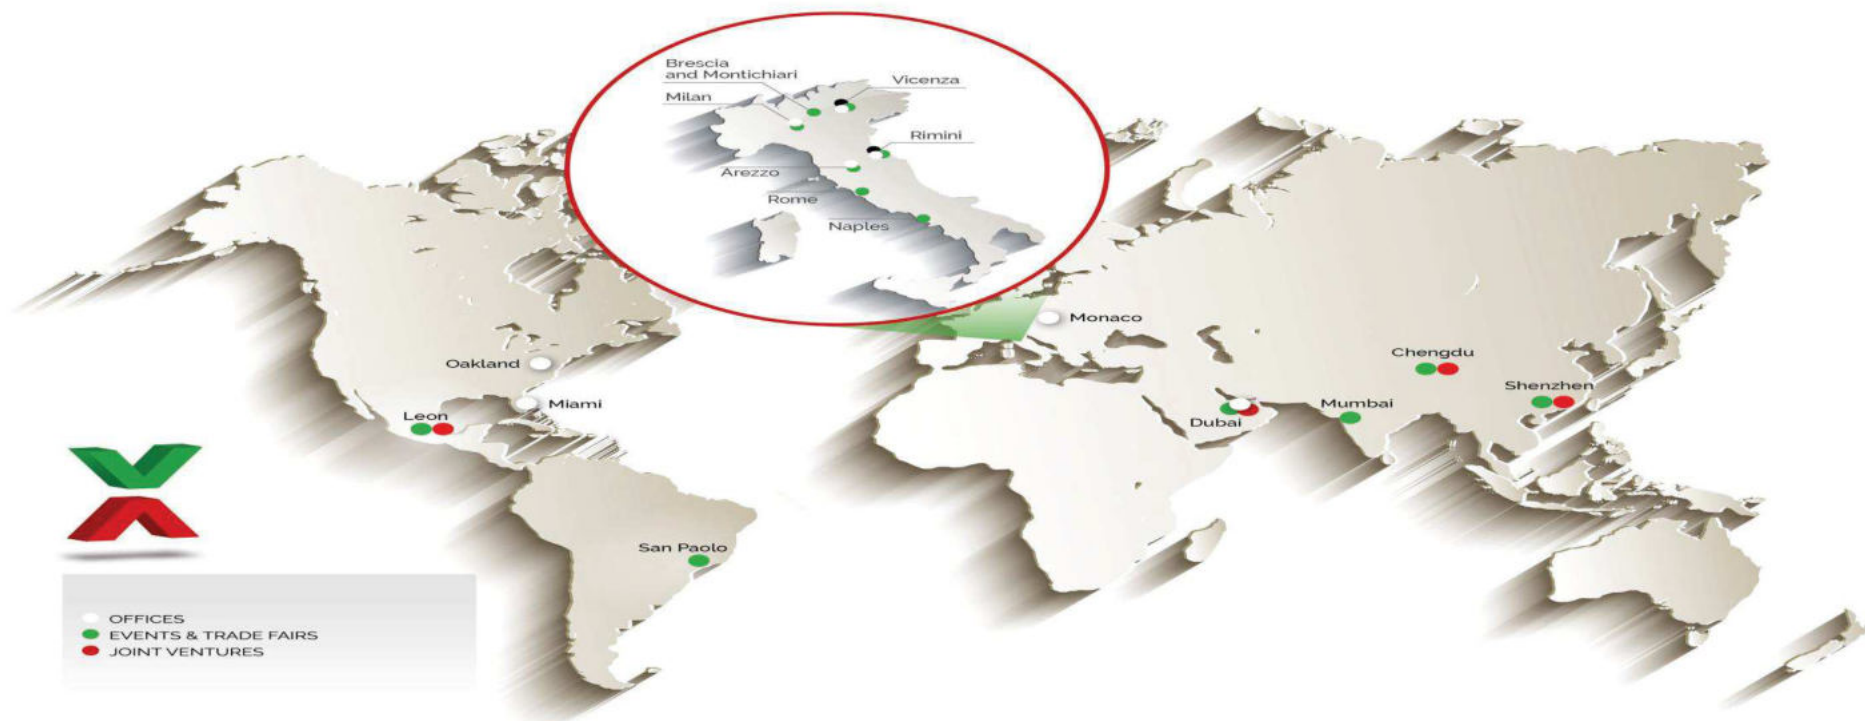 Brescia
and Montichiari
Vicenza
Milan
Rimini
Arezzo
Rome
Naples
Monaco
Oakland
Chengdu
Shenzhen
Miami
Mumbai
Leon
Dubai
San Paolo
OFFICES
EVENTS & TRADE FAIRS
JOINT VENTURES